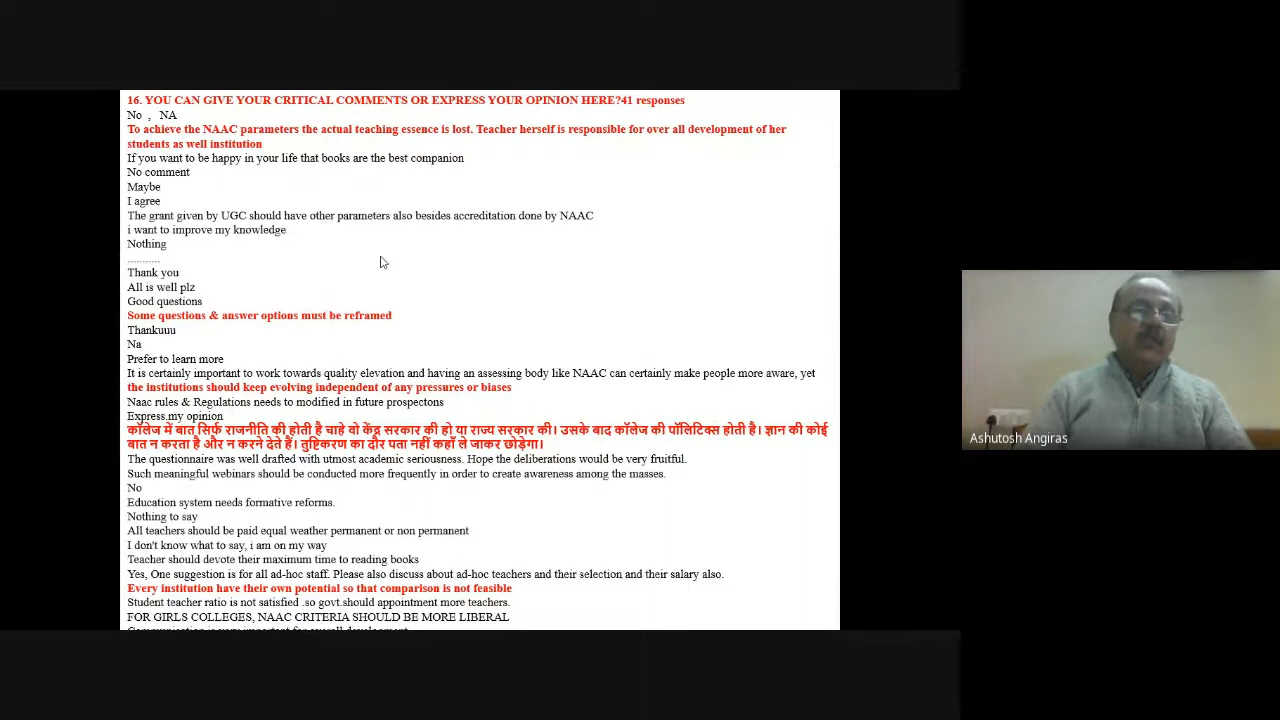 16. YOU CAN GIVE YOUR CRITICAL COMMENTS OR EXPRESS YOUR OPINION HERE?41 responses
No , NA
To achieve the NAAC parameters the actual teaching essence is lost. Teacher herself is responsible for over all development of her
students as well institution
If you want to be happy in your life that books are the best companion
No comment
Maybe
I agree
The grant given by UGC should have other parameters also besides accreditation done by NAAC
i want to improve my knowledge
Nothing
...........
Thank you
All is well plz
Good questions
Some questions & answer options must be reframed
Thankuuu
Na
Prefer to learn more
It is certainly important to work towards quality elevation and having an assessing body like NAAC can certainly make people more aware, yet
the institutions should keep evolving independent of any pressures or biases
Naac rules & Regulations needs to modified in future prospectons
Express.my opinion
कॉलेज में बात सिर्फ राजनीति की होती है चाहे वो केंद्र सरकार की हो या राज्य सरकार की। उसके बाद कॉलेज की पॉलिटिक्स होती है। ज्ञान की कोई
बात न करता है और न करने देते हैं। तुष्टिकरण का दौर पता नहीं कहाँ ले जाकर छोड़ेगा।
The questionnaire was well drafted with utmost academic seriousness. Hope the deliberations would be very fruitful.
Such meaningful webinars should be conducted more frequently in order to create awareness among the masses.
No
Education system needs formative reforms.
Nothing to say
All teachers should be paid equal weather permanent or non permanent
I don't know what to say, i am on my way
Teacher should devote their maximum time to reading books
Yes, One suggestion is for all ad-hoc staff. Please also discuss about ad-hoc teachers and their selection and their salary also.
Every institution have their own potential so that comparison is not feasible
Student teacher ratio is not satisfied .so govt.should appointment more teachers.
FOR GIRLS COLLEGES, NAAC CRITERIA SHOULD BE MORE LIBERAL
Communication is very important for overall development
Ashutosh Angiras